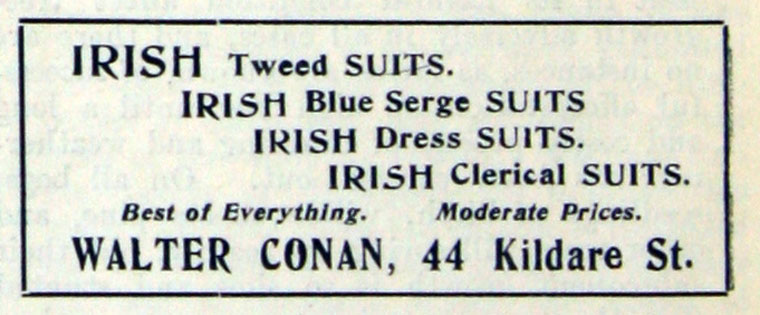 IRISH Tweed SUITS.
IRISH Blue Serge SUITS
IRISH Dress SUITS.
IRISH Clerical SUITS.
Best of Everything. Moderate Prices.
WALTER CONAN, 44 Kildare St.